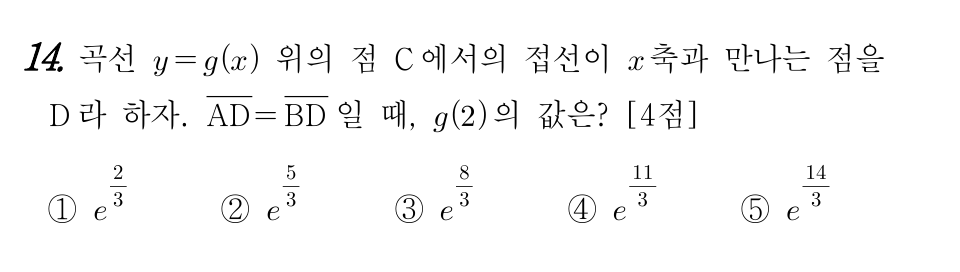 14. 곡선 y=g(x) 위의 점 C에서의 접선이 x축과 만나는 점을
D라 하자. \overline{AD}=\overline{BD}일 때, g(2)의 값은? [4점]
① e^{\frac{2}{3}} ② e^{\frac{5}{3}} ③ e^{\frac{8}{3}} ④ e^{\frac{11}{3}} ⑤ e^{\frac{14}{3}}